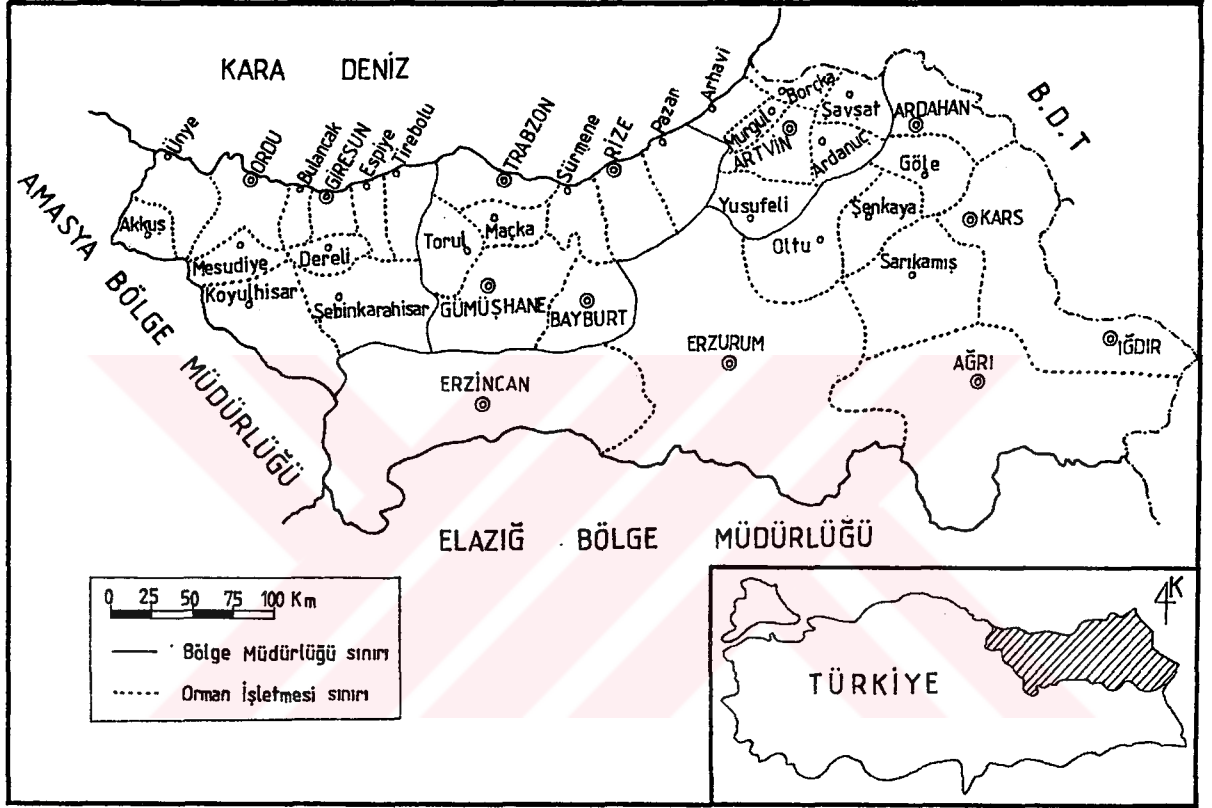 KARA DENİZ
B.D.T
AMASYA BÖLGE MÜDÜRLÜĞÜ
Ünye
ORDU
Bulancak
GİRESUN
Espiye
Tirebolu
TRABZON
Sürmene
RİZE
Pazar
Arhavi
Murgul
Borçka
Şavşat
ARDAHAN
ARTVİN
Ardanuç
Göle
Akkuş
Mesudiye
Dereli
Torul
Maçka
Yusufeli
Şenkaya
KARS
Oltu
Sarıkamış
Koyulhisar
Şebinkarahisar
GÜMÜŞHANE
BAYBURT
ERZURUM
IĞDIR
AĞRI
ERZİNCAN
ELAZIĞ BÖLGE MÜDÜRLÜĞÜ
0 25 50 75 100 Km
Bölge Müdürlüğü sınırı
Orman İşletmesi sınırı
K
TÜRKİYE